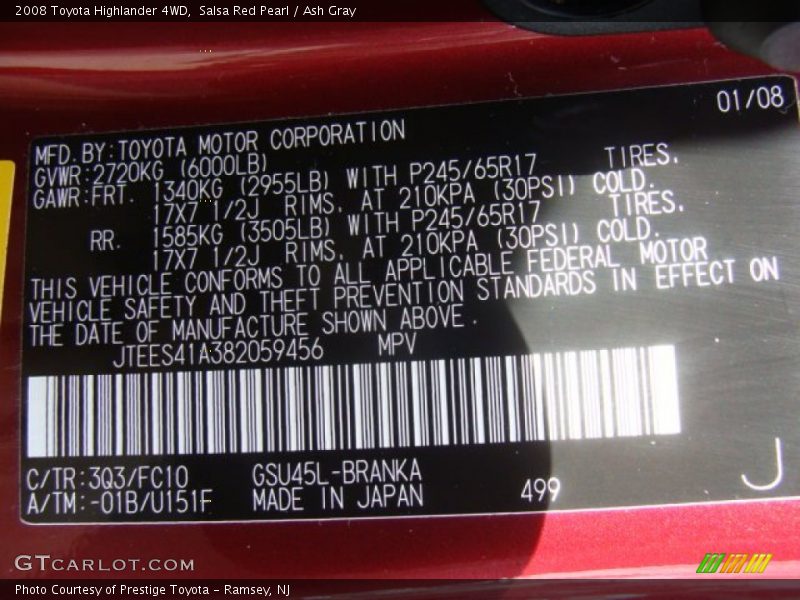 2008 Toyota Highlander 4WD,  Salsa Red Pearl / Ash Gray
01/08
MFD.BY:TOYOTA MOTOR CORPORATION
GVWR:2720KG (6000LB)
GAWR:FRT. 1340KG (2955LB) WITH P245/65R17 TIRES.
17X7 1/2J RIMS, AT 210KPA (30PSI) COLD.
RR. 1585KG (3505LB) WITH P245/65R17 TIRES.
17X7 1/2J RIMS, AT 210KPA (30PSI) COLD.
THIS VEHICLE CONFORMS TO ALL APPLICABLE FEDERAL MOTOR
VEHICLE SAFETY AND THEFT PREVENTION STANDARDS IN EFFECT ON
THE DATE OF MANUFACTURE SHOWN ABOVE.
JTEES41A382059456 MPV
C/TR:3Q3/FC10 GSU45L-BRANKA
A/TM:-01B/U151F MADE IN JAPAN 499 J
GTCARLOT.COM
Photo Courtesy of Prestige Toyota - Ramsey, NJ